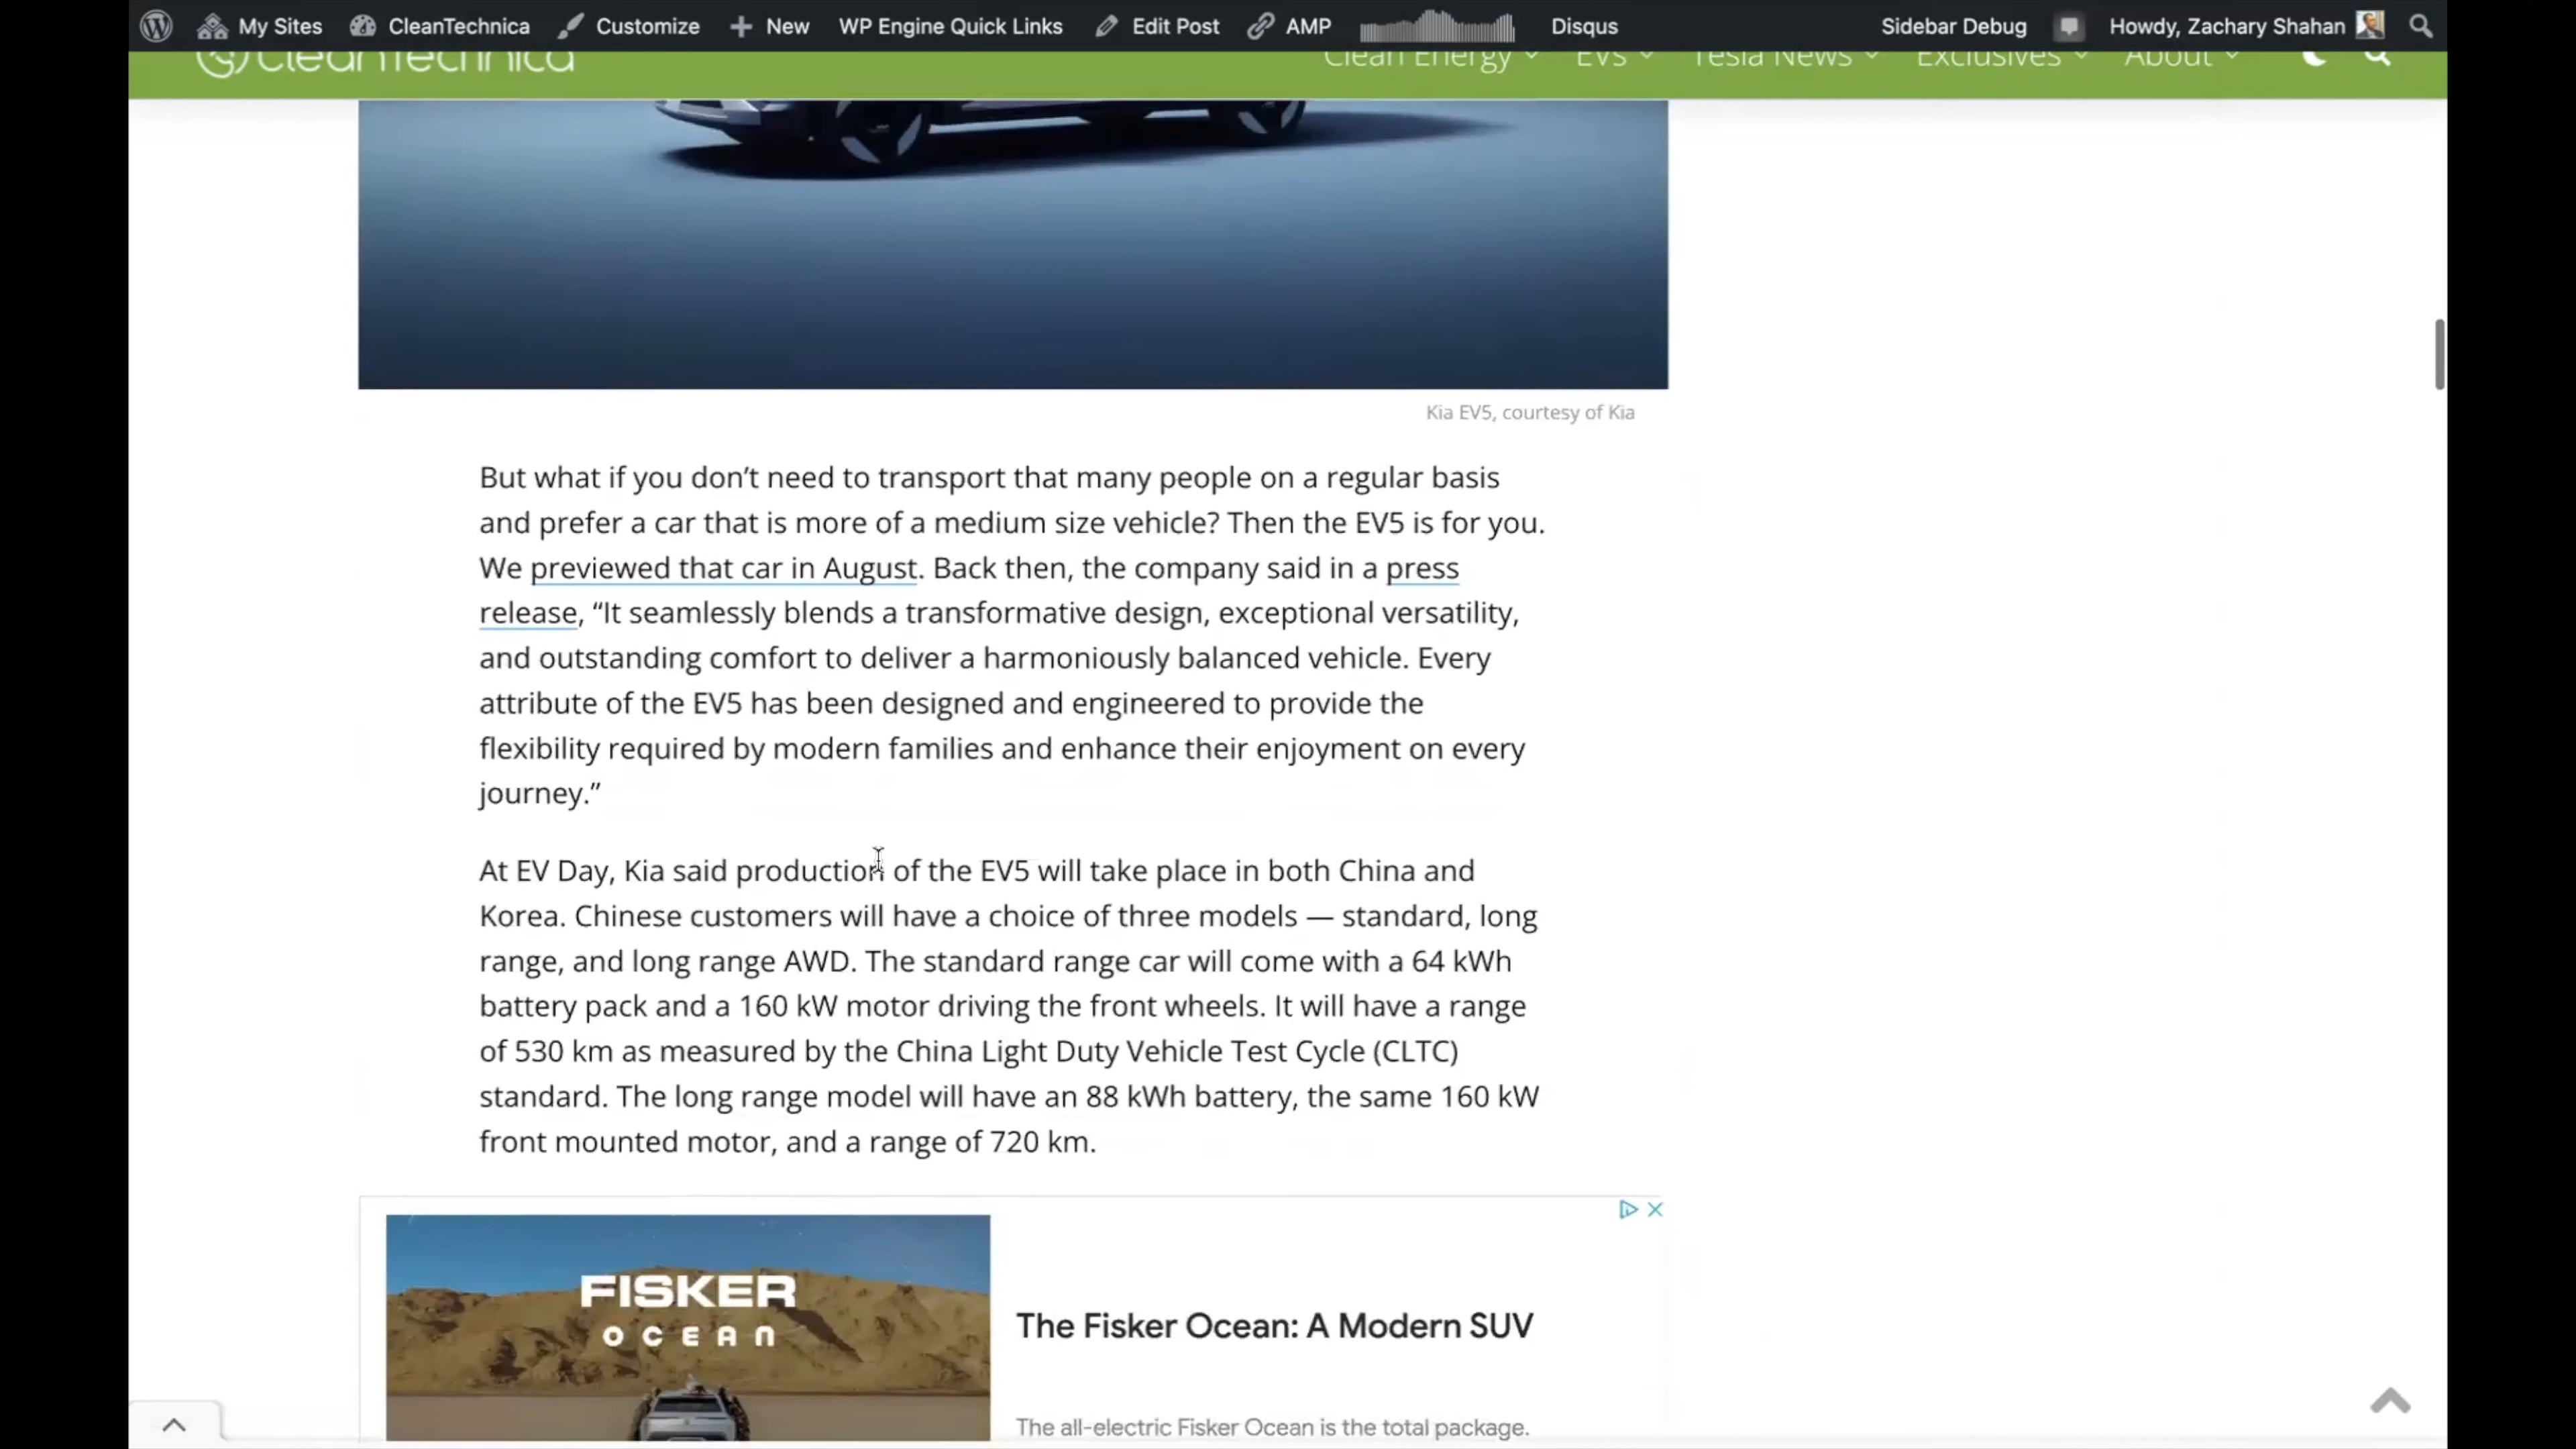 My Sites CleanTechnica Customize New WP Engine Quick Links Edit Post AMP Disqus Sidebar Debug Howdy, Zachary Shahan
CleanTechnica Clean Energy EVs Tesla News Exclusives About
Kia EV5, courtesy of Kia
But what if you don’t need to transport that many people on a regular basis
and prefer a car that is more of a medium size vehicle? Then the EV5 is for you.
We previewed that car in August. Back then, the company said in a press
release, “It seamlessly blends a transformative design, exceptional versatility,
and outstanding comfort to deliver a harmoniously balanced vehicle. Every
attribute of the EV5 has been designed and engineered to provide the
flexibility required by modern families and enhance their enjoyment on every
journey.”
At EV Day, Kia said production of the EV5 will take place in both China and
Korea. Chinese customers will have a choice of three models — standard, long
range, and long range AWD. The standard range car will come with a 64 kWh
battery pack and a 160 kW motor driving the front wheels. It will have a range
of 530 km as measured by the China Light Duty Vehicle Test Cycle (CLTC)
standard. The long range model will have an 88 kWh battery, the same 160 kW
front mounted motor, and a range of 720 km.
FISKER
OCEAN
The Fisker Ocean: A Modern SUV
The all-electric Fisker Ocean is the total package.